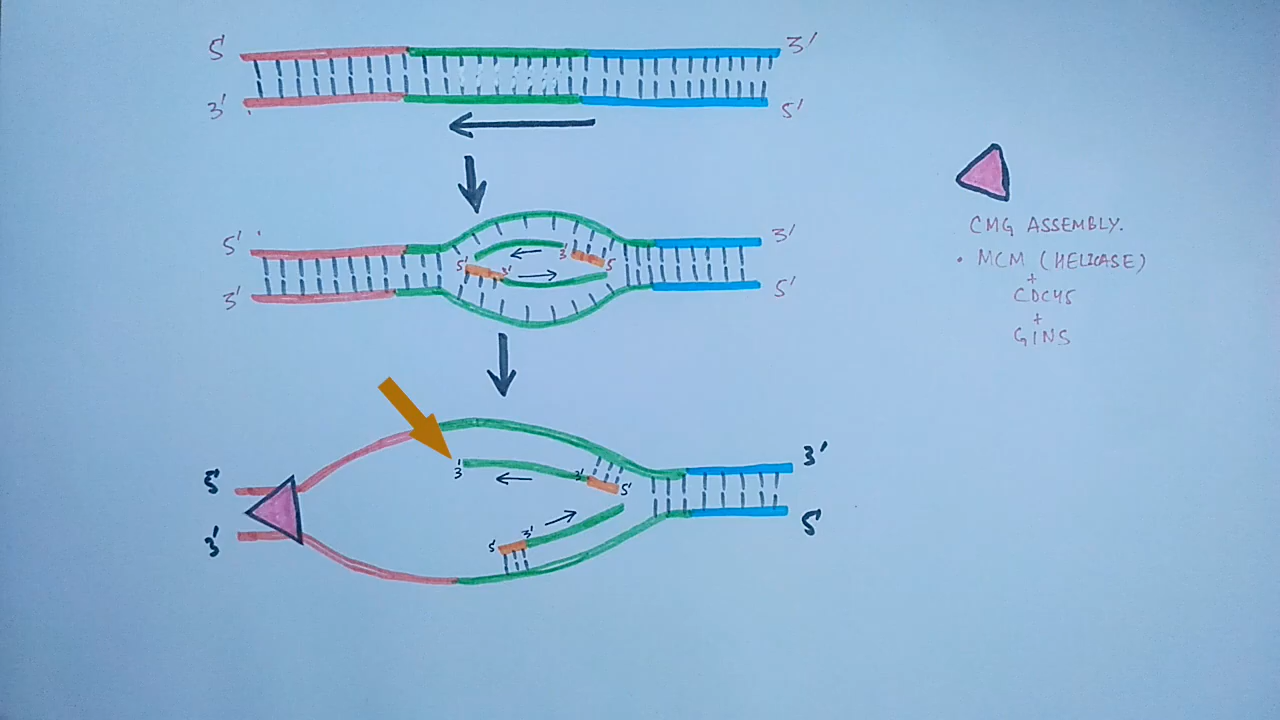 5' 3'
3' 5'
5' 3'
5' 3' 3' 5'
3' 5'
3' 3' 5'
5' 3'
5' 3'
3' 5'
CMG ASSEMBLY.
• MCM (HELICASE)
+
CDC45
+
GINS